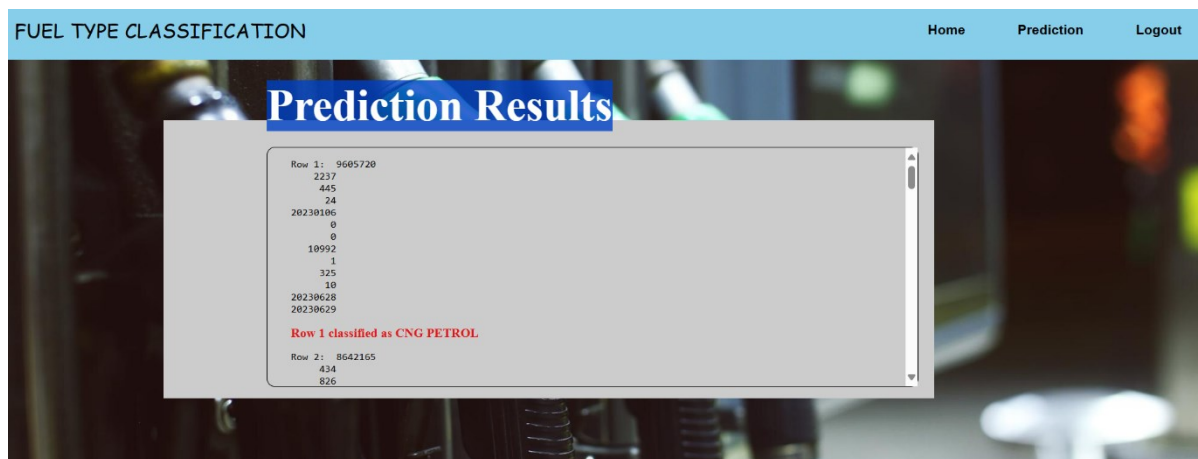 FUEL TYPE CLASSIFICATION
Home Prediction Logout
Prediction Results
Row 1: 9605720
2237
445
24
20230106
0
0
10992
1
325
10
20230628
20230629
Row 1 classified as CNG PETROL
Row 2: 8642165
434
826